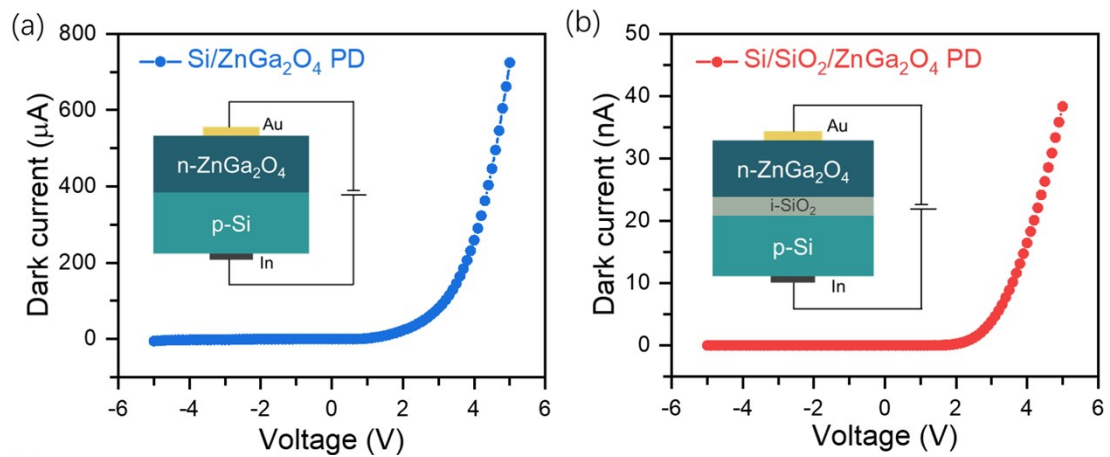 (a)
800
600
400
200
0
Dark current (μA)
Si/ZnGa₂O₄ PD
Au
n-ZnGa₂O₄
p-Si
In
-6 -4 -2 0 2 4 6
Voltage (V)
(b)
50
40
30
20
10
0
Dark current (nA)
Si/SiO₂/ZnGa₂O₄ PD
Au
n-ZnGa₂O₄
i-SiO₂
p-Si
In
-6 -4 -2 0 2 4 6
Voltage (V)